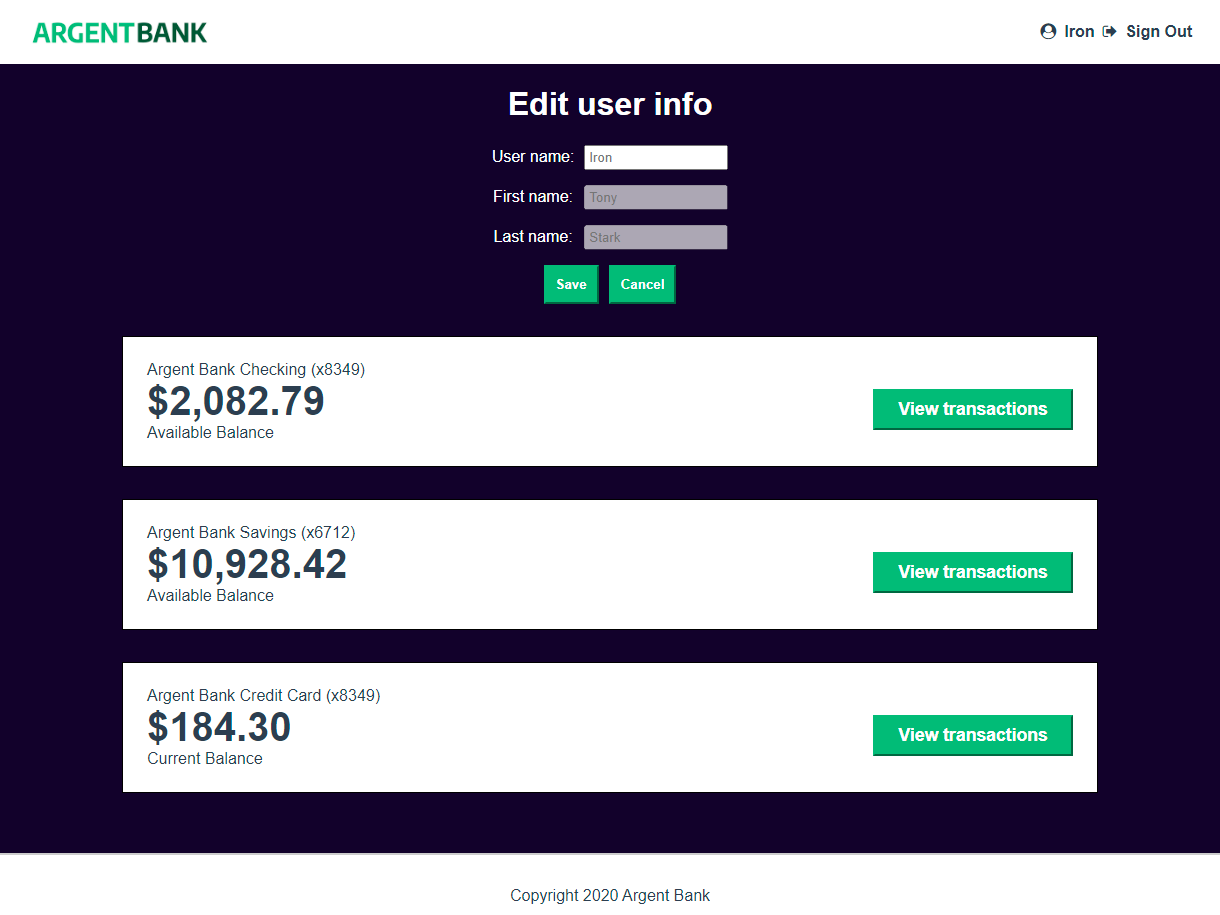 ARGENTBANK
Iron Sign Out
Edit user info
User name: Iron
First name: Tony
Last name: Stark
Save Cancel
Argent Bank Checking (x8349)
$2,082.79
Available Balance
View transactions
Argent Bank Savings (x6712)
$10,928.42
Available Balance
View transactions
Argent Bank Credit Card (x8349)
$184.30
Current Balance
View transactions
Copyright 2020 Argent Bank